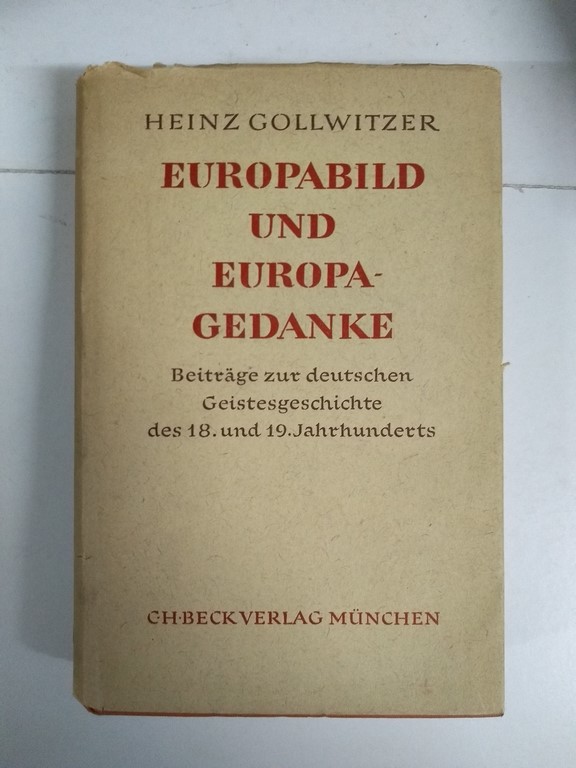 HEINZ GOLLWITZER
EUROPABILD
UND
EUROPA-
GEDANKE
Beiträge zur deutschen
Geistesgeschichte
des 18. und 19. Jahrhunderts
C·H·BECK VERLAG MÜNCHEN